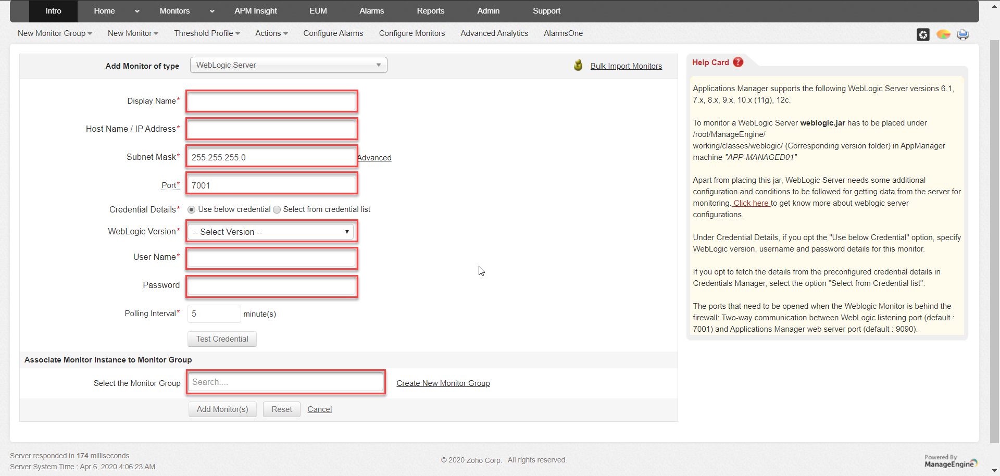 Intro Home Monitors APM Insight EUM Alarms Reports Admin Support
New Monitor Group New Monitor Threshold Profile Actions Configure Alarms Configure Monitors Advanced Analytics AlarmsOne
Add Monitor of type WebLogic Server Bulk Import Monitors
Display Name*
Host Name / IP Address*
Subnet Mask* 255.255.255.0 Advanced
Port* 7001
Credential Details* Use below credential Select from credential list
WebLogic Version* -- Select Version --
User Name*
Password
Polling Interval* 5 minute(s)
Test Credential
Associate Monitor Instance to Monitor Group
Select the Monitor Group Search.... Create New Monitor Group
Add Monitor(s) Reset Cancel
Help Card ?
Applications Manager supports the following WebLogic Server versions 6.1,
7.x, 8.x, 9.x, 10.x (11g), 12c.
To monitor a WebLogic Server weblogic.jar has to be placed under
/root/ManageEngine/
working/classes/weblogic/ (Corresponding version folder) in AppManager
machine "APP-MANAGED01"
Apart from placing this jar, WebLogic Server needs some additional
configuration and conditions to be followed for getting data from the server for
monitoring. Click here to get know more about weblogic server
configurations.
Under Credential Details, if you opt the "Use below Credential" option, specify
WebLogic version, username and password details for this monitor.
If you opt to fetch the details from the preconfigured credential details in
Credentials Manager, select the option "Select from Credential list".
The ports that need to be opened when the Weblogic Monitor is behind the
firewall: Two-way communication between WebLogic listening port (default :
7001) and Applications Manager web server port (default : 9090).
Server responded in 174 milliseconds
Server System Time : Apr 6, 2020 4:06:23 AM
© 2020 Zoho Corp. All rights reserved.
Powered By
ManageEngine